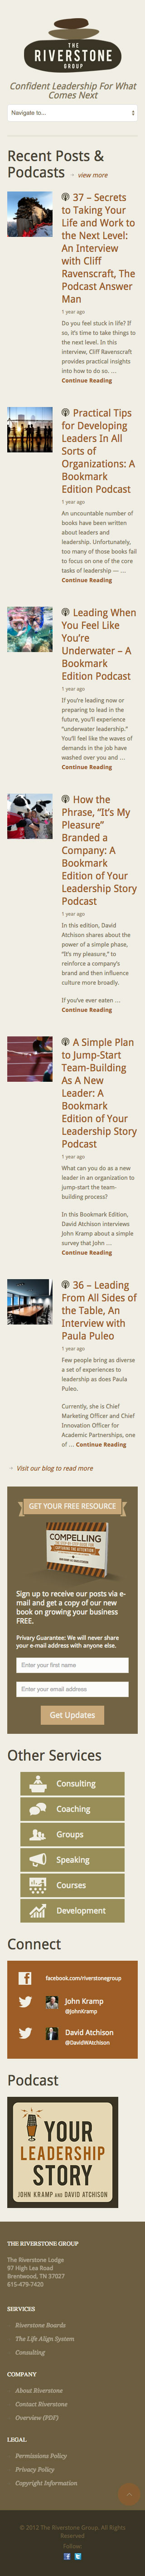 THE
RIVERSTONE
GROUP
Confident Leadership For What
Comes Next
Navigate to...
Recent Posts &
Podcasts
view more
37 – Secrets
to Taking Your
Life and Work to
the Next Level:
An Interview
with Cliff
Ravenscraft, The
Podcast Answer
Man
1 year ago
Do you feel stuck in life? If
so, it's time to take things to
the next level. In this
interview, Cliff Ravenscraft
provides practical insights
into how to do so. …
Continue Reading
Practical Tips
for Developing
Leaders In All
Sorts of
Organizations: A
Bookmark
Edition Podcast
1 year ago
An uncountable number of
books have been written
about leaders and
leadership. Unfortunately,
too many of those books fail
to focus on one of the core
tasks of leadership — …
Continue Reading
Leading When
You Feel Like
You're
Underwater – A
Bookmark
Edition Podcast
1 year ago
If you're leading now or
preparing to lead in the
future, you'll experience
"underwater leadership."
You'll feel like the waves of
demands in the job have
washed over you and …
Continue Reading
How the
Phrase, "It's My
Pleasure"
Branded a
Company: A
Bookmark
Edition of Your
Leadership Story
Podcast
1 year ago
In this edition, David
Atchison shares about the
power of a simple phase,
"It's my pleasure," to
reinforce a company's
brand and then influence
culture more broadly.
If you've ever eaten …
Continue Reading
A Simple Plan
to Jump-Start
Team-Building
As A New
Leader: A
Bookmark
Edition of Your
Leadership Story
Podcast
1 year ago
What can you do as a new
leader in an organization to
jump-start the team-
building process?
In this Bookmark Edition,
David Atchison interviews
John Kramp about a simple
survey that John …
Continue Reading
36 – Leading
From All Sides of
the Table, An
Interview with
Paula Puleo
1 year ago
Few people bring as diverse
a set of experiences to
leadership as does Paula
Puleo.
Currently, she is Chief
Marketing Officer and Chief
Innovation Officer for
Academic Partnerships, one
of … Continue Reading
Visit our blog to read more
GET YOUR FREE RESOURCE
COMPELLING
Sign up to receive our posts via e-
mail and get a copy of our new
book on growing your business
FREE.
Privacy Guarantee: We will never share
your e-mail address with anyone else.
Enter your first name
Enter your email address
Get Updates
Other Services
Consulting
Coaching
Groups
Speaking
Courses
Development
Connect
facebook.com/riverstonegroup
John Kramp
@JohnKramp
David Atchison
@DavidWAtchison
Podcast
YOUR
LEADERSHIP
STORY
JOHN KRAMP AND DAVID ATCHISON
THE RIVERSTONE GROUP
The Riverstone Lodge
97 High Lea Road
Brentwood, TN 37027
615-479-7420
SERVICES
Riverstone Boards
The Life Align System
Consulting
COMPANY
About Riverstone
Contact Riverstone
Overview (PDF)
LEGAL
Permissions Policy
Privacy Policy
Copyright Information
© 2012 The Riverstone Group, All Rights
Reserved
Follow: